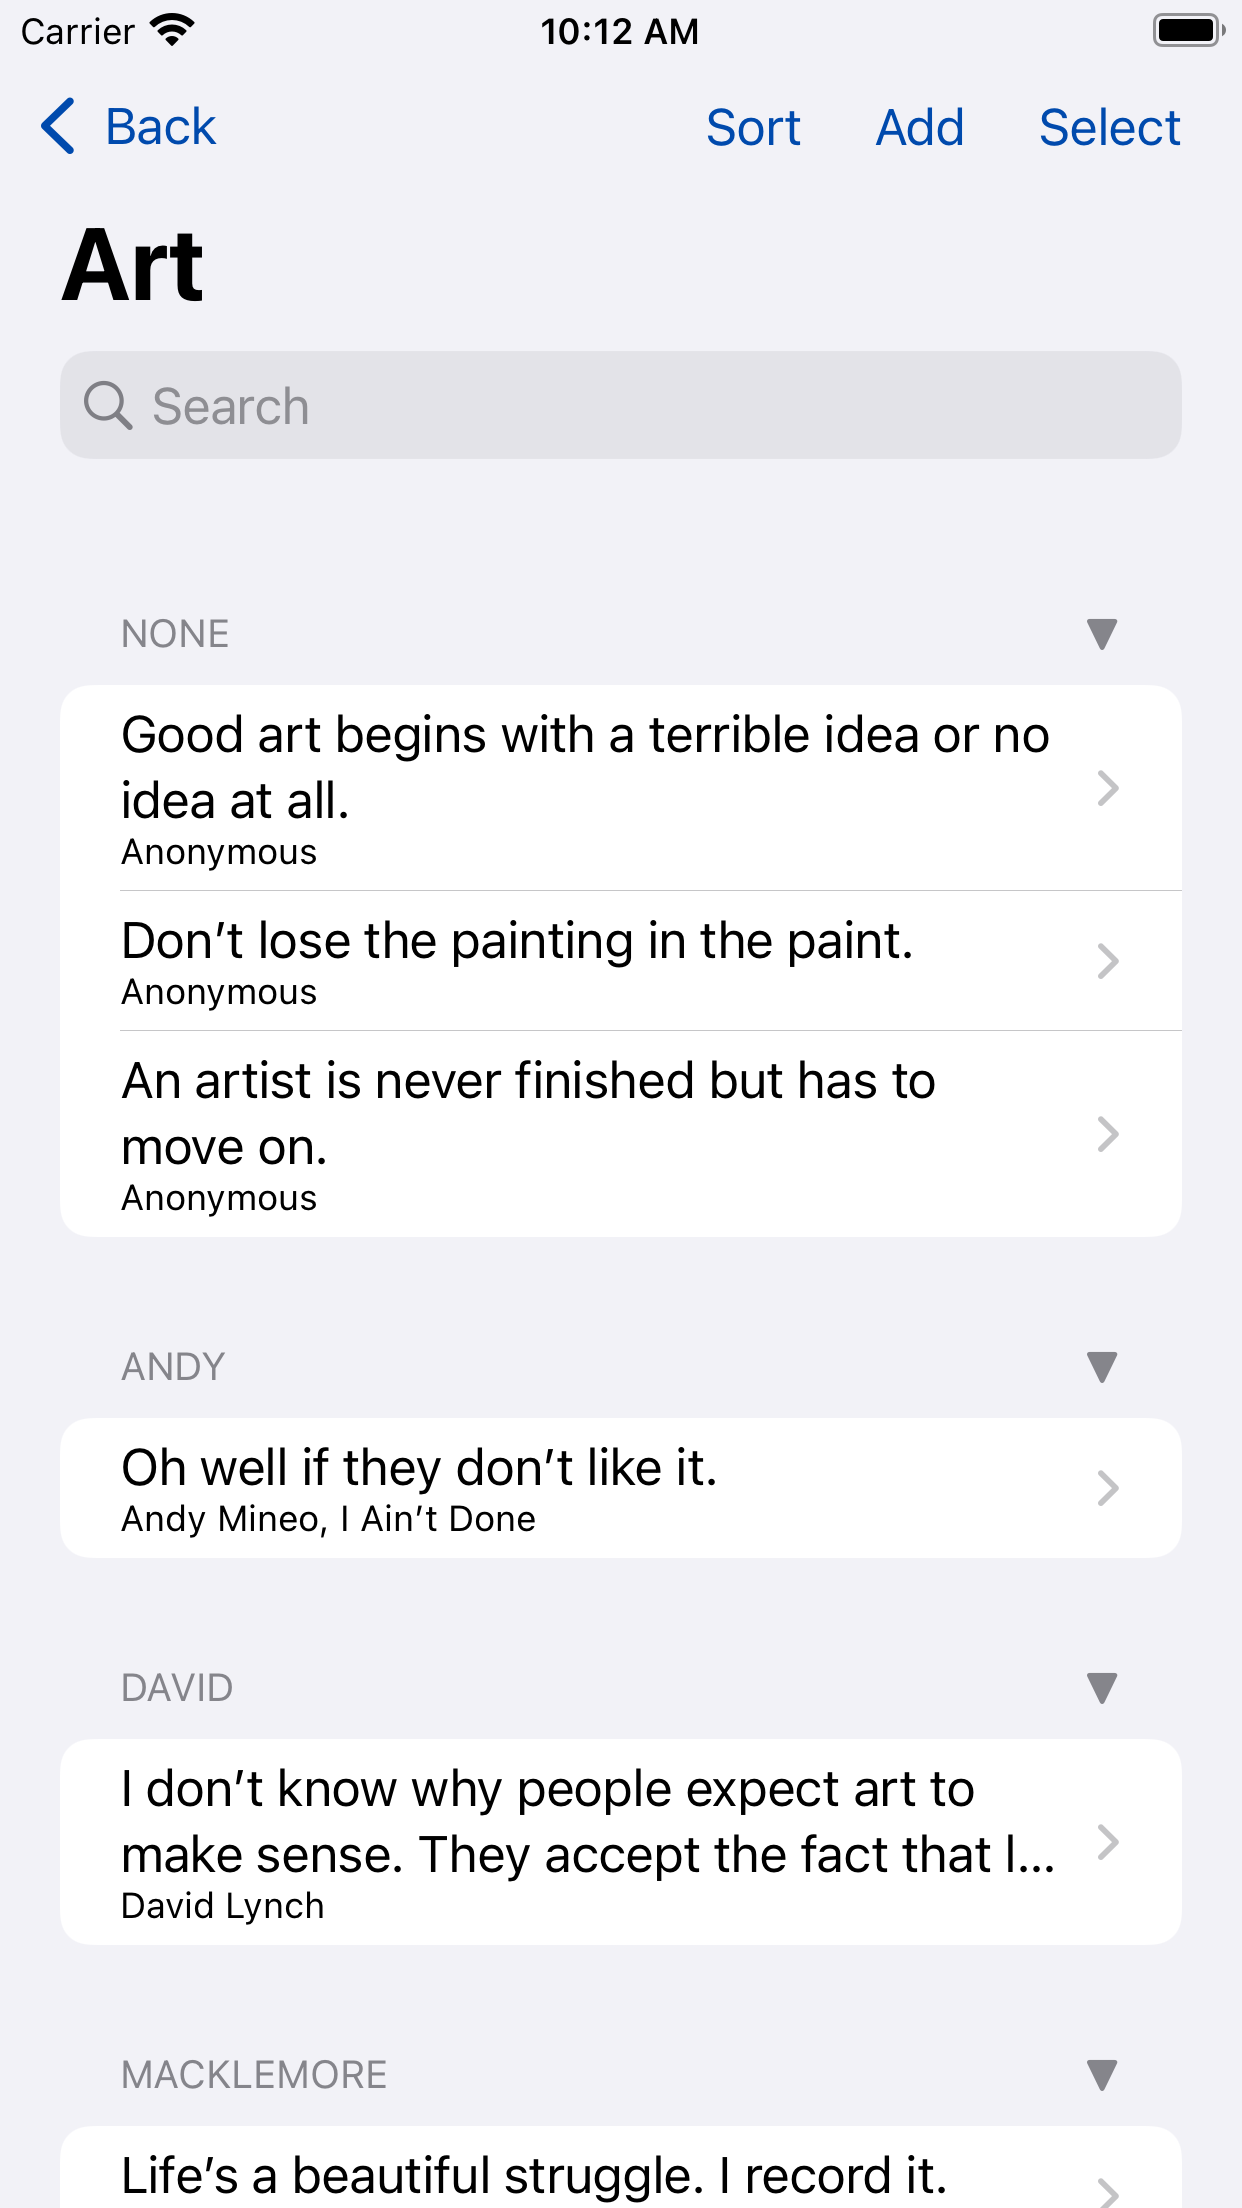 Carrier 10:12 AM
Back Sort Add Select
Art
Search
NONE
Good art begins with a terrible idea or no
idea at all.
Anonymous
Don’t lose the painting in the paint.
Anonymous
An artist is never finished but has to
move on.
Anonymous
ANDY
Oh well if they don’t like it.
Andy Mineo, I Ain’t Done
DAVID
I don’t know why people expect art to
make sense. They accept the fact that l...
David Lynch
MACKLEMORE
Life’s a beautiful struggle. I record it.